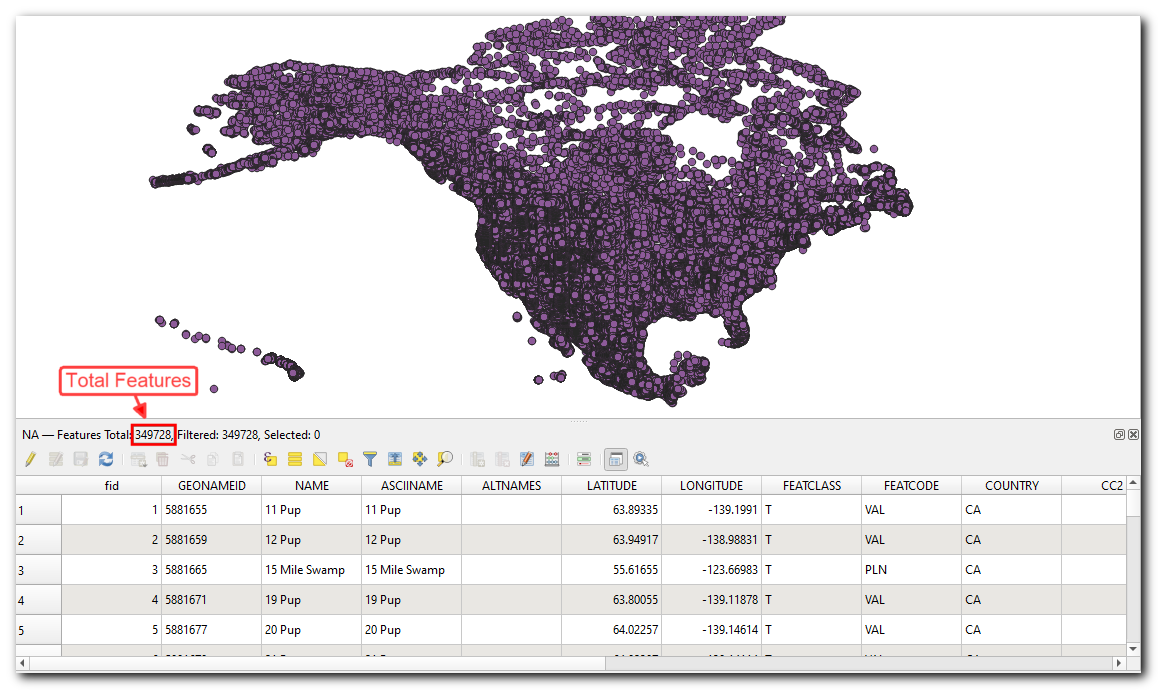 Total Features
NA — Features Total: 349728, Filtered: 349728, Selected: 0
fid GEONAMEID NAME ASCIINAME ALTNAMES LATITUDE LONGITUDE FEATCLASS FEATCODE COUNTRY CC2
1 1 5881655 11 Pup 11 Pup 63.89335 -139.1991 T VAL CA
2 2 5881659 12 Pup 12 Pup 63.94917 -138.98831 T VAL CA
3 3 5881665 15 Mile Swamp 15 Mile Swamp 55.61655 -123.66983 T PLN CA
4 4 5881671 19 Pup 19 Pup 63.80055 -139.11878 T VAL CA
5 5 5881677 20 Pup 20 Pup 64.02257 -139.14614 T VAL CA